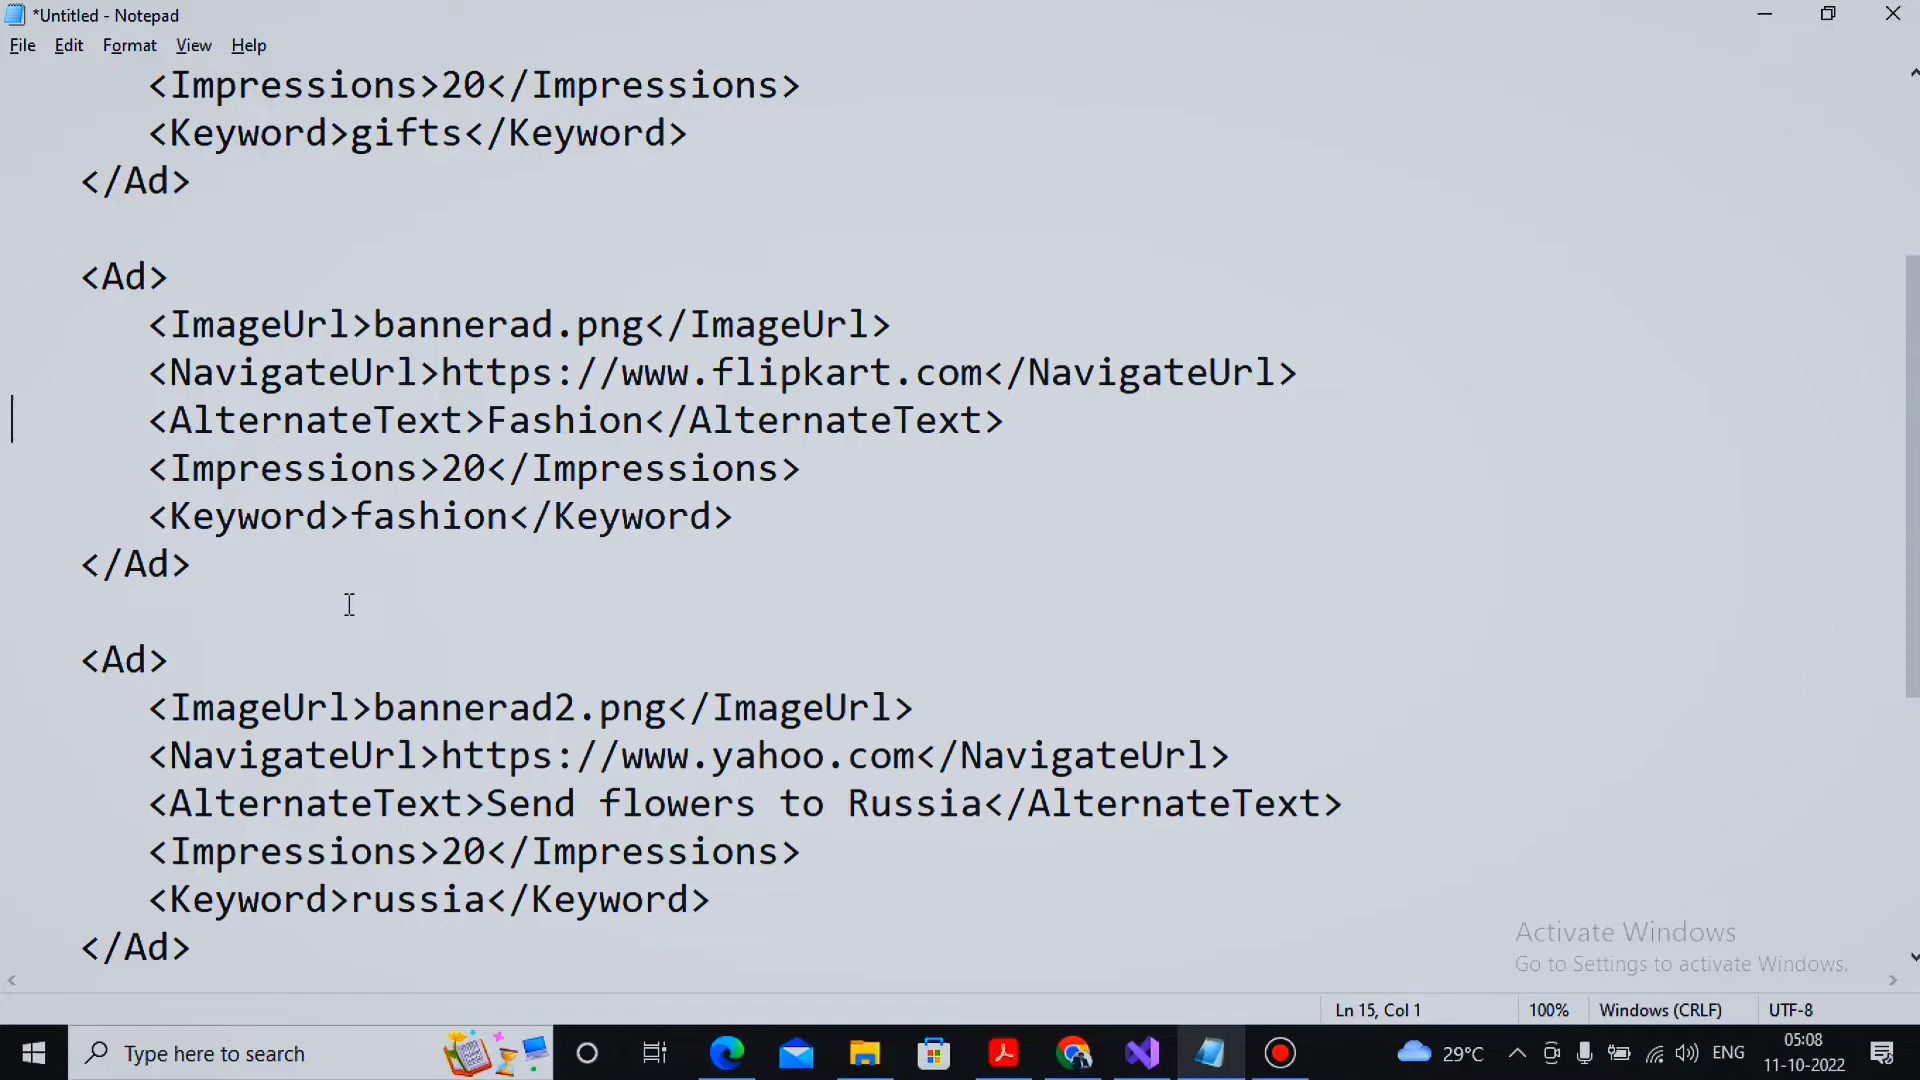 *Untitled - Notepad
File Edit Format View Help
<Impressions>20</Impressions>
<Keyword>gifts</Keyword>
</Ad>
<Ad>
<ImageUrl>bannerad.png</ImageUrl>
<NavigateUrl>https://www.flipkart.com</NavigateUrl>
<AlternateText>Fashion</AlternateText>
<Impressions>20</Impressions>
<Keyword>fashion</Keyword>
</Ad>
<Ad>
<ImageUrl>bannerad2.png</ImageUrl>
<NavigateUrl>https://www.yahoo.com</NavigateUrl>
<AlternateText>Send flowers to Russia</AlternateText>
<Impressions>20</Impressions>
<Keyword>russia</Keyword>
</Ad>
Activate Windows
Go to Settings to activate Windows.
Ln 15, Col 1 100% Windows (CRLF) UTF-8
Type here to search 29°C ENG 05:08
11-10-2022